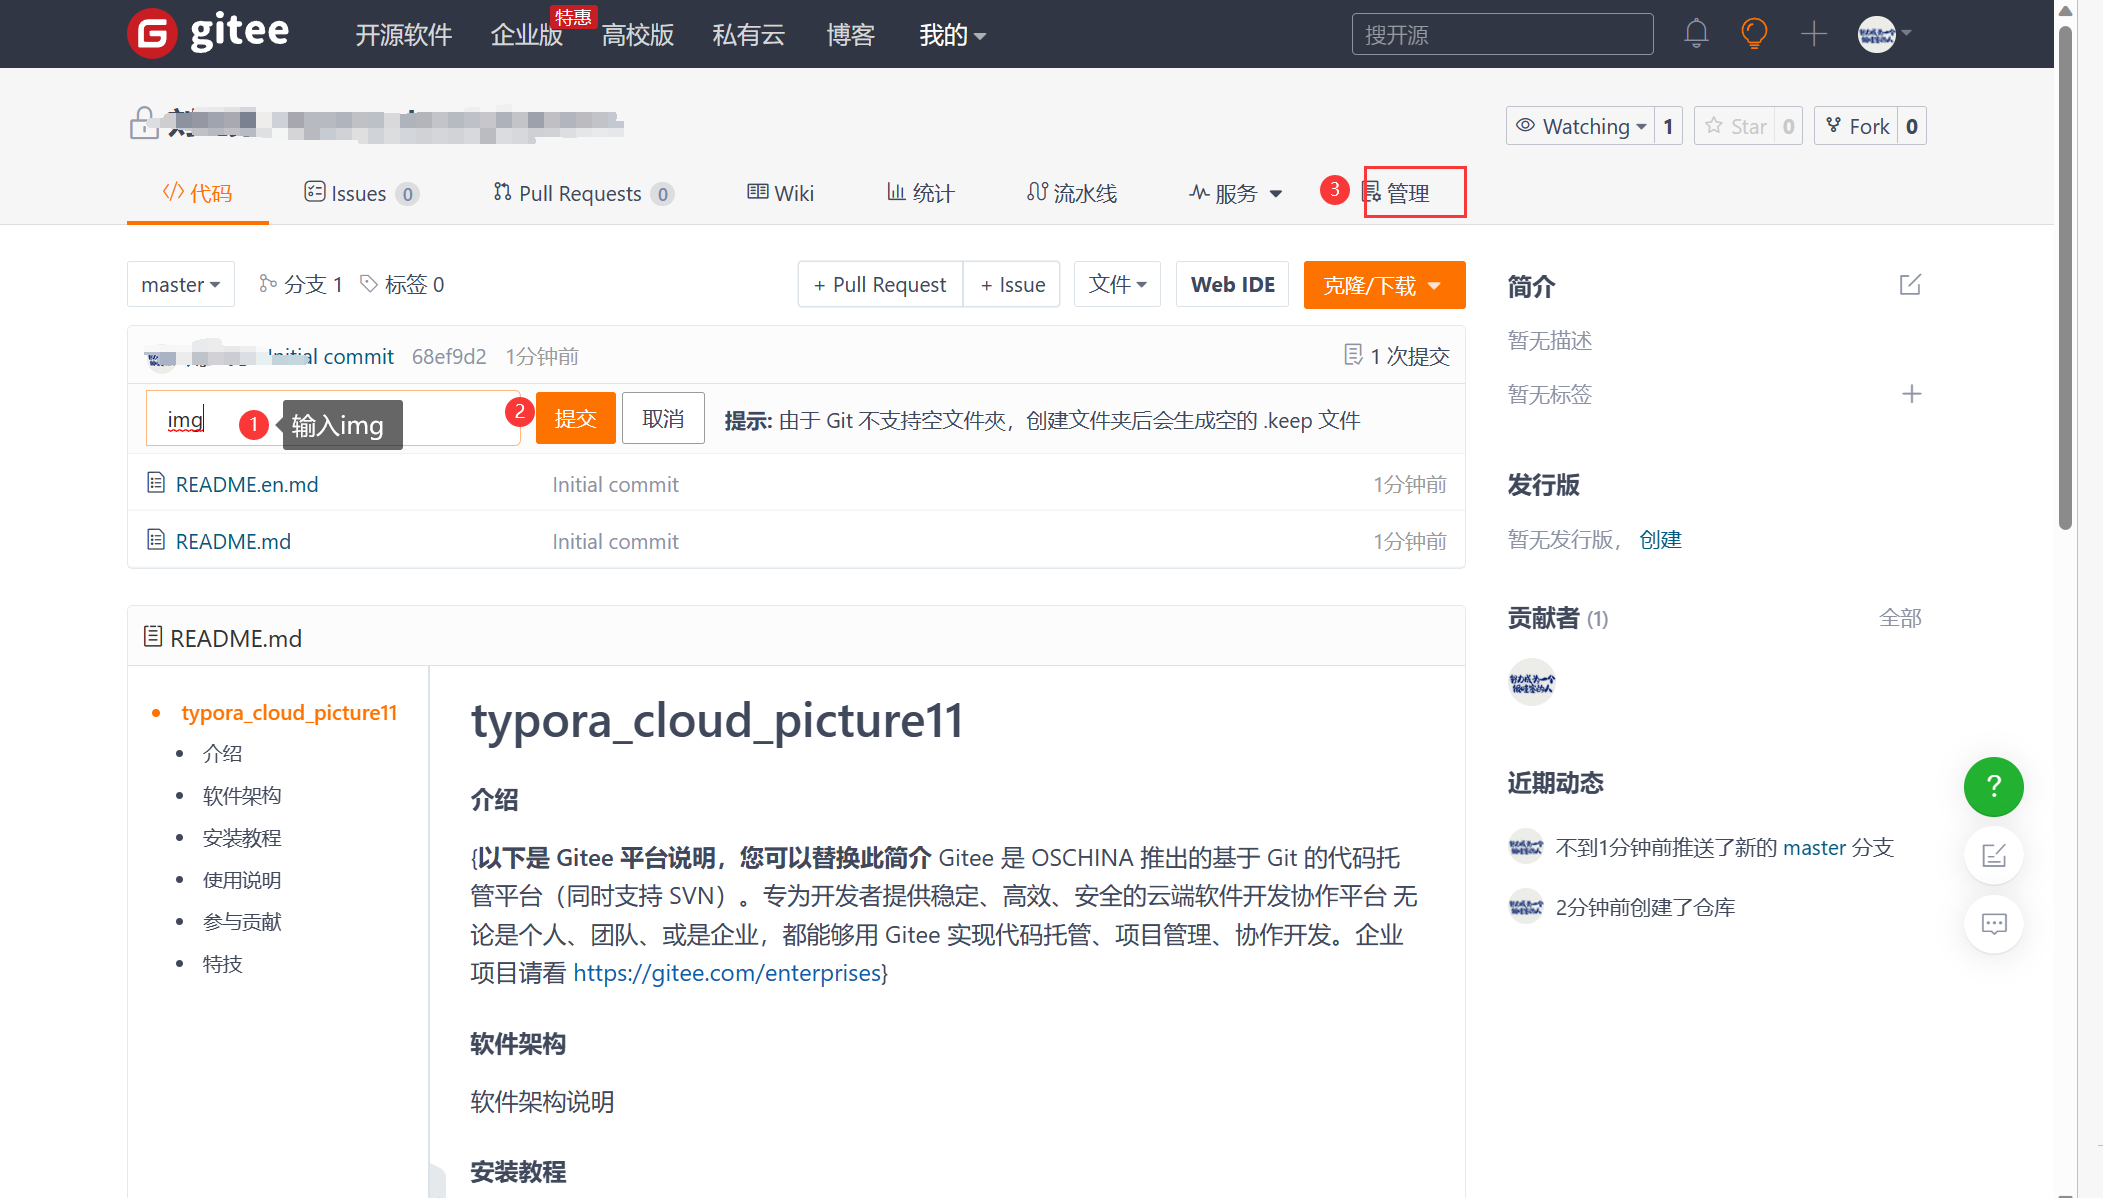 gitee
开源软件
企业版
特惠
高校版
私有云
博客
我的
搜开源
Watching 1
Star 0
Fork 0
代码
Issues 0
Pull Requests 0
Wiki
统计
流水线
服务
3
管理
master
分支 1
标签 0
+ Pull Request
+ Issue
文件
Web IDE
克隆/下载
Initial commit
68ef9d2
1分钟前
1 次提交
img
1
输入img
2
提交
取消
提示: 由于 Git 不支持空文件夾，创建文件夹后会生成空的 .keep 文件
README.en.md
Initial commit
1分钟前
README.md
Initial commit
1分钟前
README.md
typora_cloud_picture11
介绍
软件架构
安装教程
使用说明
参与贡献
特技
typora_cloud_picture11
介绍
{以下是 Gitee 平台说明，您可以替换此简介 Gitee 是 OSCHINA 推出的基于 Git 的代码托
管平台（同时支持 SVN）。专为开发者提供稳定、高效、安全的云端软件开发协作平台 无
论是个人、团队、或是企业，都能够用 Gitee 实现代码托管、项目管理、协作开发。企业
项目请看 https://gitee.com/enterprises}
软件架构
软件架构说明
安装教程
简介
暂无描述
暂无标签
发行版
暂无发行版， 创建
贡献者 (1)
全部
近期动态
不到1分钟前推送了新的 master 分支
2分钟前创建了仓库
?